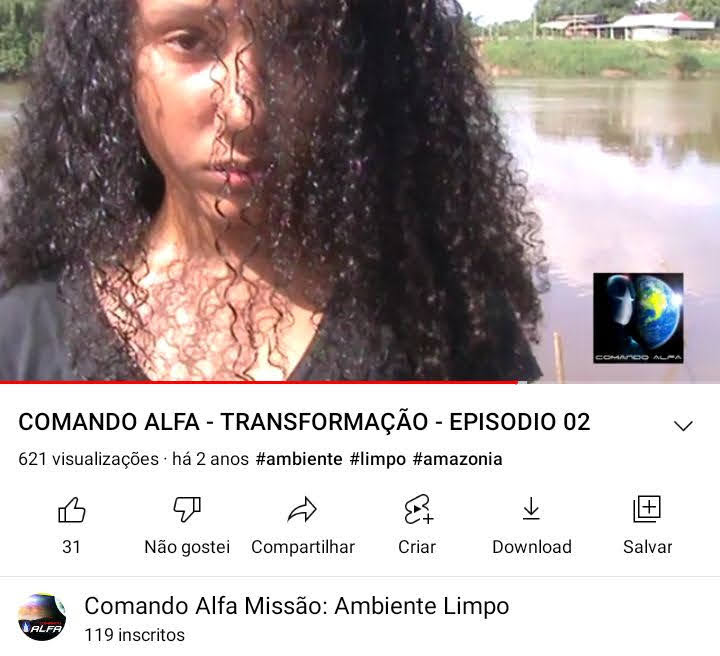 COMANDO ALFA
COMANDO ALFA - TRANSFORMAÇÃO - EPISODIO 02
621 visualizações · há 2 anos #ambiente #limpo #amazonia
31
Não gostei
Compartilhar
Criar
Download
Salvar
ALFA
Comando Alfa Missão: Ambiente Limpo
119 inscritos